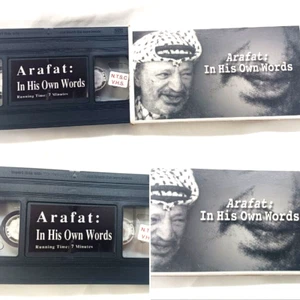 Arafat:
In His Own Words
Running Time: 7 Minutes
NTSC
VHS
Arafat:
In His Own Words
Arafat:
In His Own Words
Running Time: 7 Minutes
Arafat:
In His Own Words